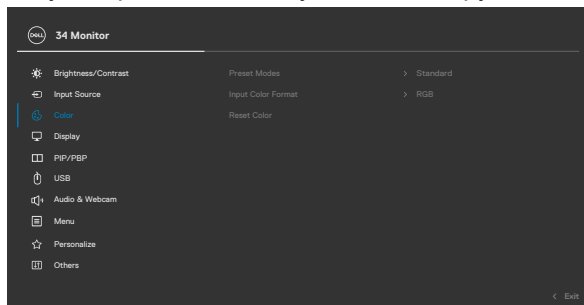 DELL 34 Monitor
Brightness/Contrast Preset Modes > Standard
Input Source Input Color Format > RGB
Color Reset Color
Display
PIP/PBP
USB
Audio & Webcam
Menu
Personalize
Others
< Exit